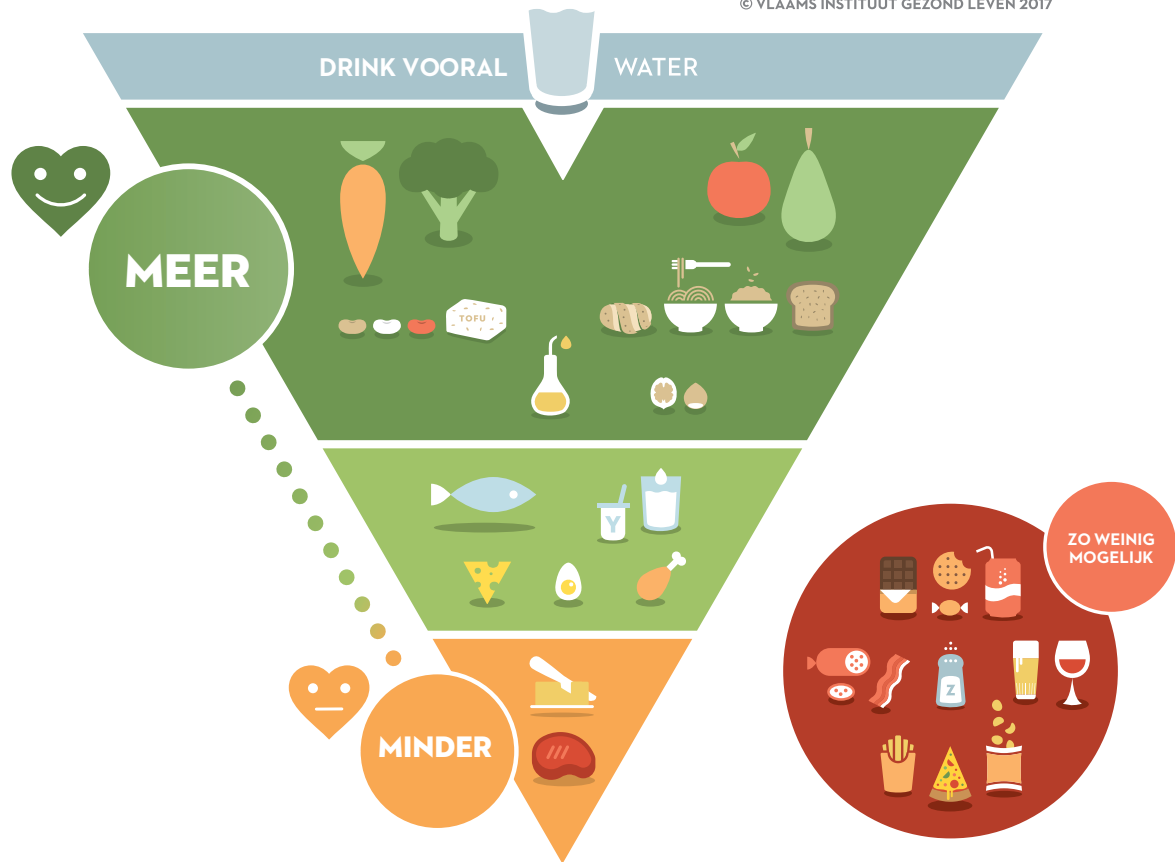 © VLAAMS INSTITUUT GEZOND LEVEN 2017
DRINK VOORAL WATER
MEER
TOFU
Y
ZO WEINIG
MOGELIJK
Z
MINDER